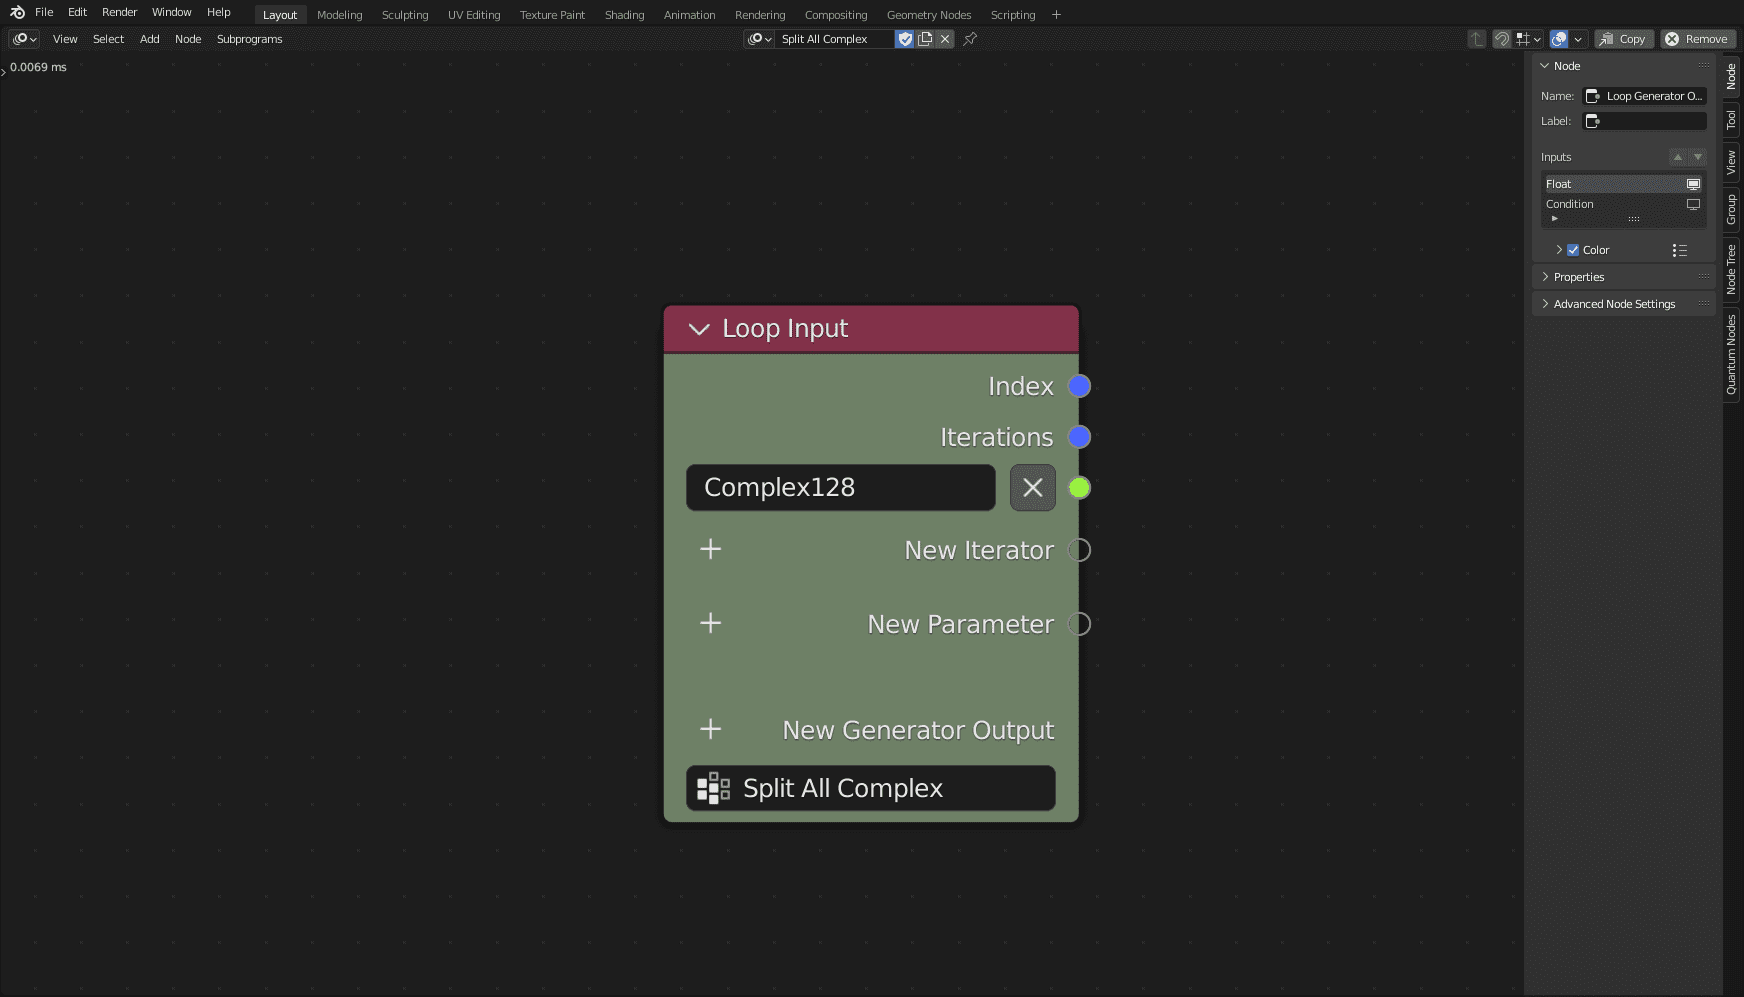 File Edit Render Window Help Layout Modeling Sculpting UV Editing Texture Paint Shading Animation Rendering Compositing Geometry Nodes Scripting +
View Select Add Node Subprograms Split All Complex Copy Remove
0.0069 ms
Node
Name: Loop Generator O...
Label:
Inputs
Float
Condition
Color
Properties
Advanced Node Settings
Node
Tool
View
Group
Node Tree
Quantum Nodes
Loop Input
Index
Iterations
Complex128
New Iterator
New Parameter
New Generator Output
Split All Complex